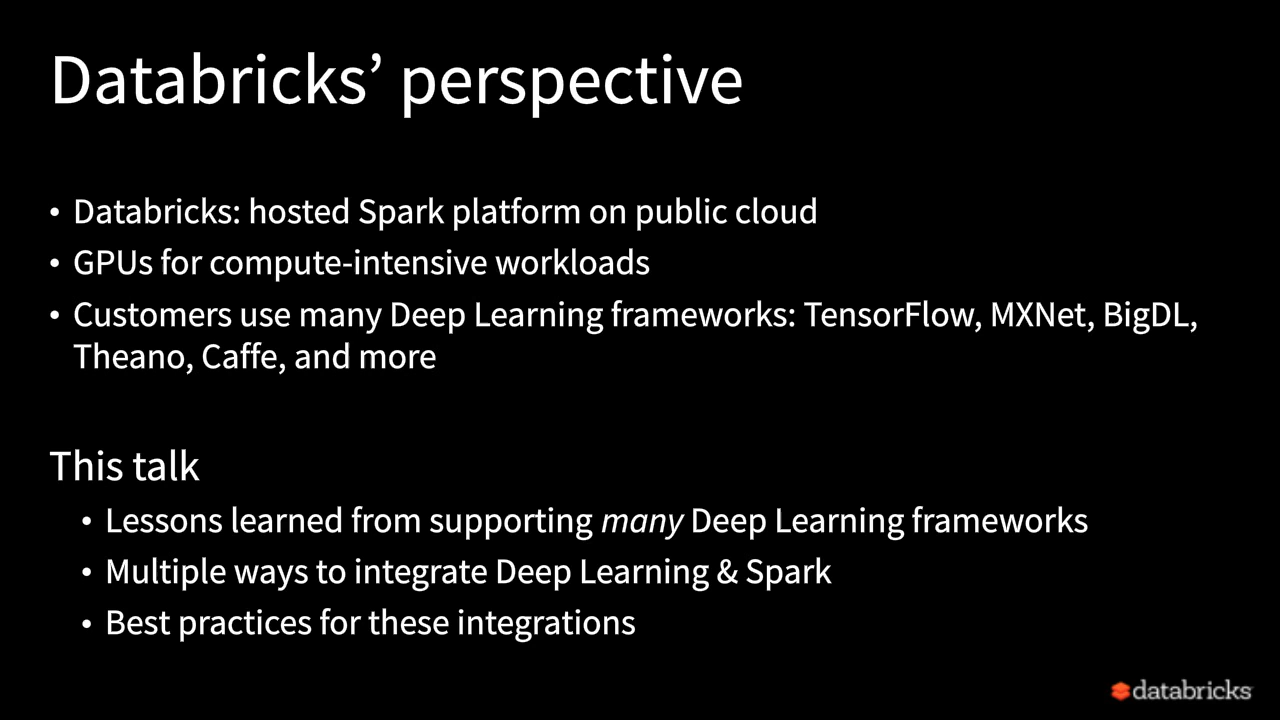 Databricks’ perspective
• Databricks: hosted Spark platform on public cloud
• GPUs for compute-intensive workloads
• Customers use many Deep Learning frameworks: TensorFlow, MXNet, BigDL,
Theano, Caffe, and more
This talk
• Lessons learned from supporting many Deep Learning frameworks
• Multiple ways to integrate Deep Learning & Spark
• Best practices for these integrations
databricks